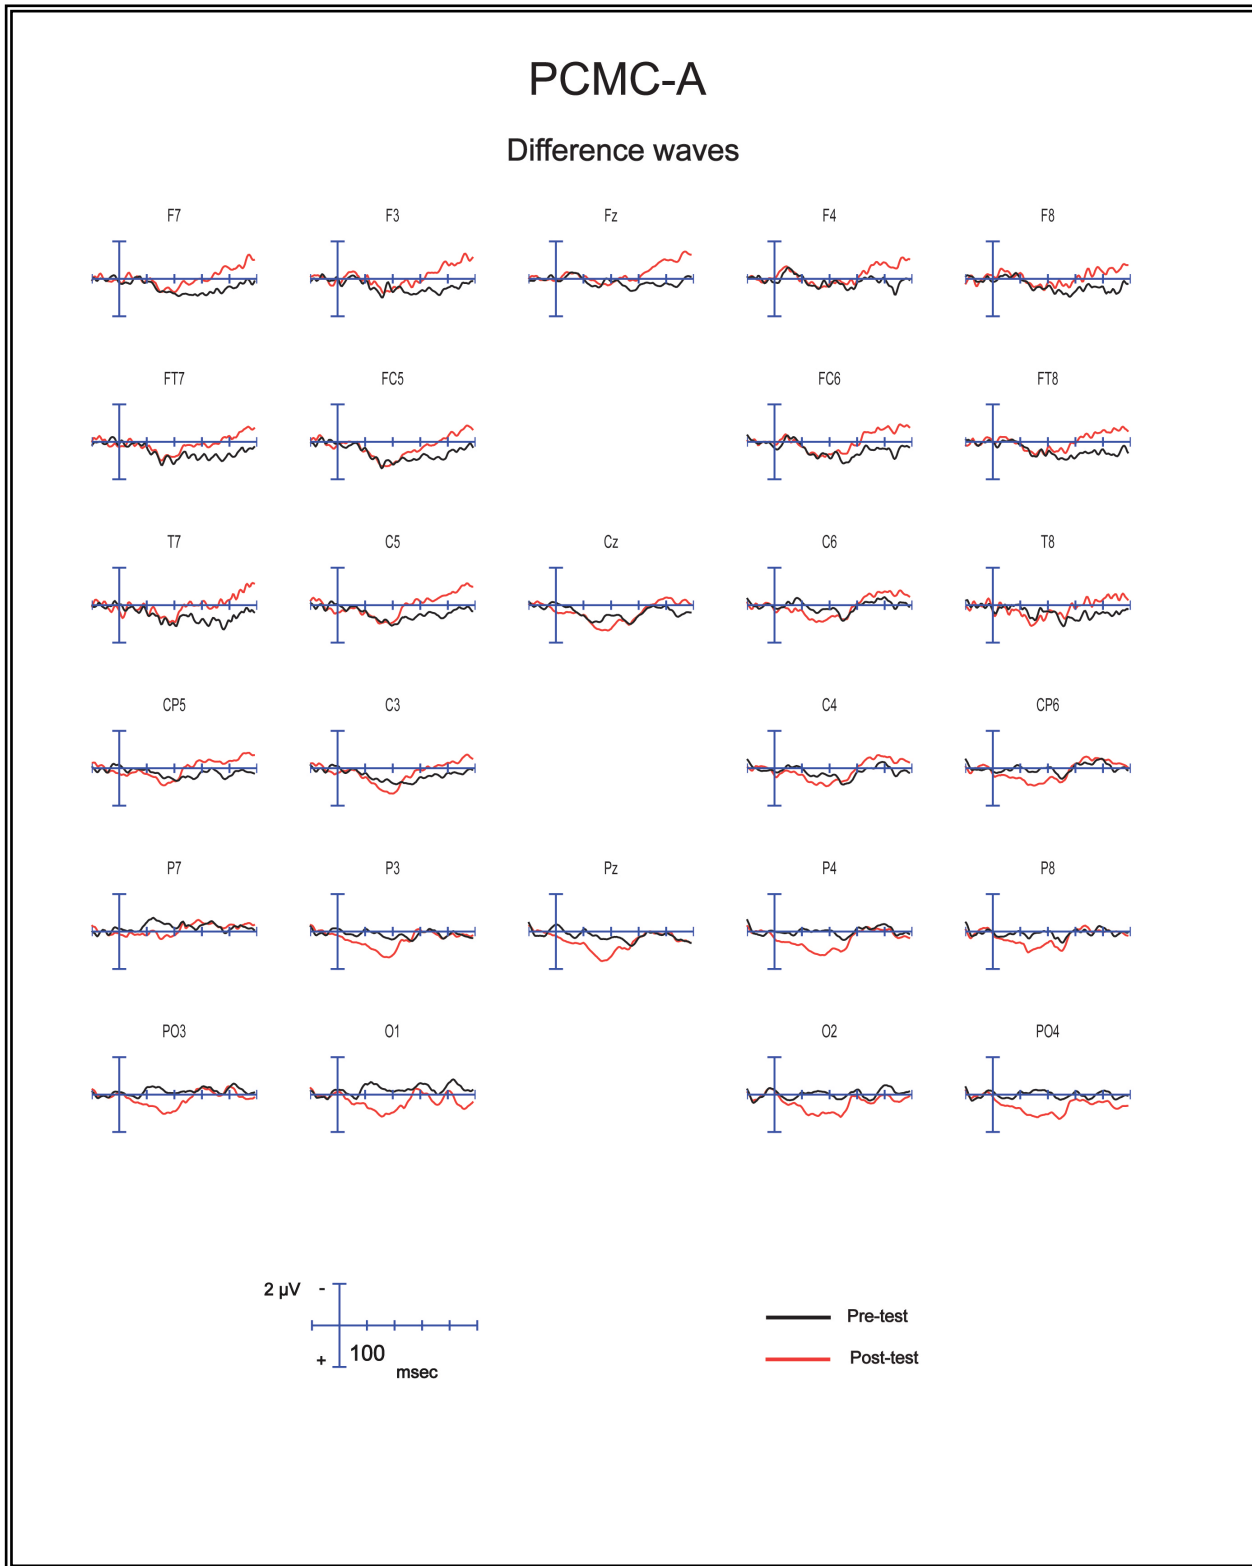 PCMC-A
Difference waves
F7 F3 Fz F4 F8
FT7 FC5 FC6 FT8
T7 C5 Cz C6 T8
CP5 C3 C4 CP6
P7 P3 Pz P4 P8
PO3 O1 O2 PO4
2 µV -
+ 100 msec
Pre-test
Post-test